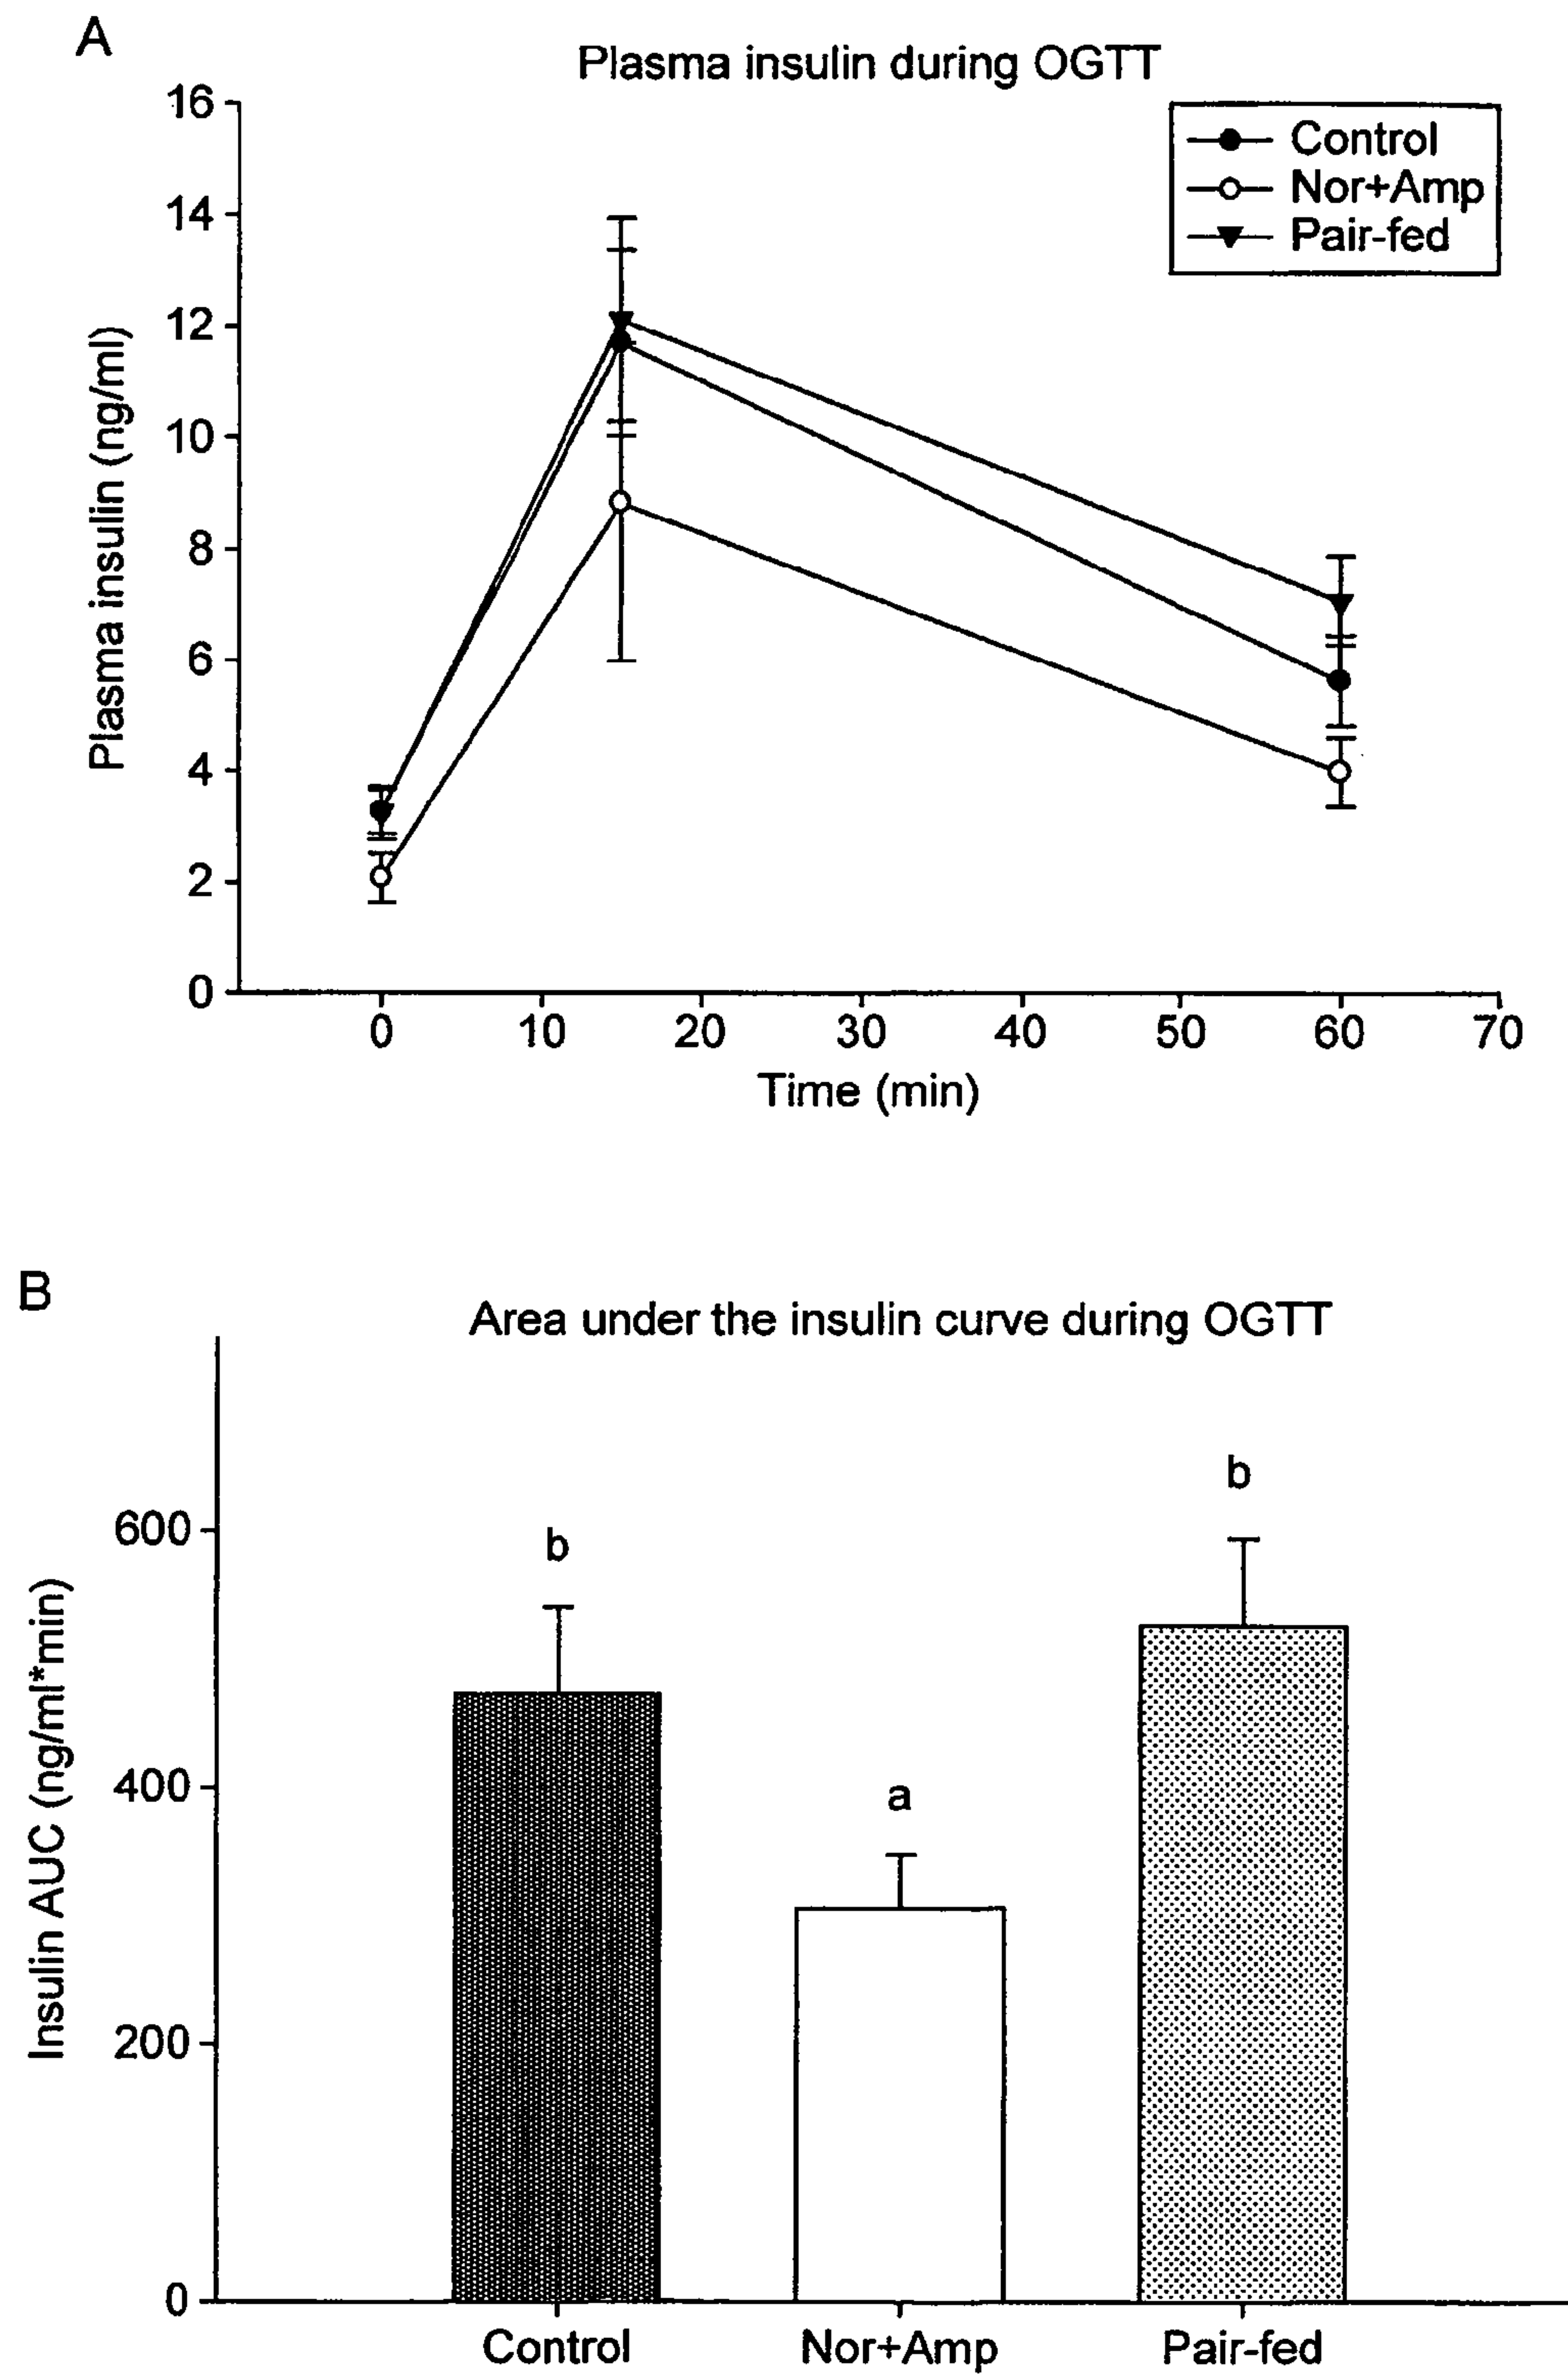 A
Plasma insulin during OGTT
16
14
12
10
8
6
4
2
0
Plasma insulin (ng/ml)
Control
Nor+Amp
Pair-fed
0 10 20 30 40 50 60 70
Time (min)
B
Area under the insulin curve during OGTT
600
400
200
0
Insulin AUC (ng/ml*min)
b
a
b
Control Nor+Amp Pair-fed